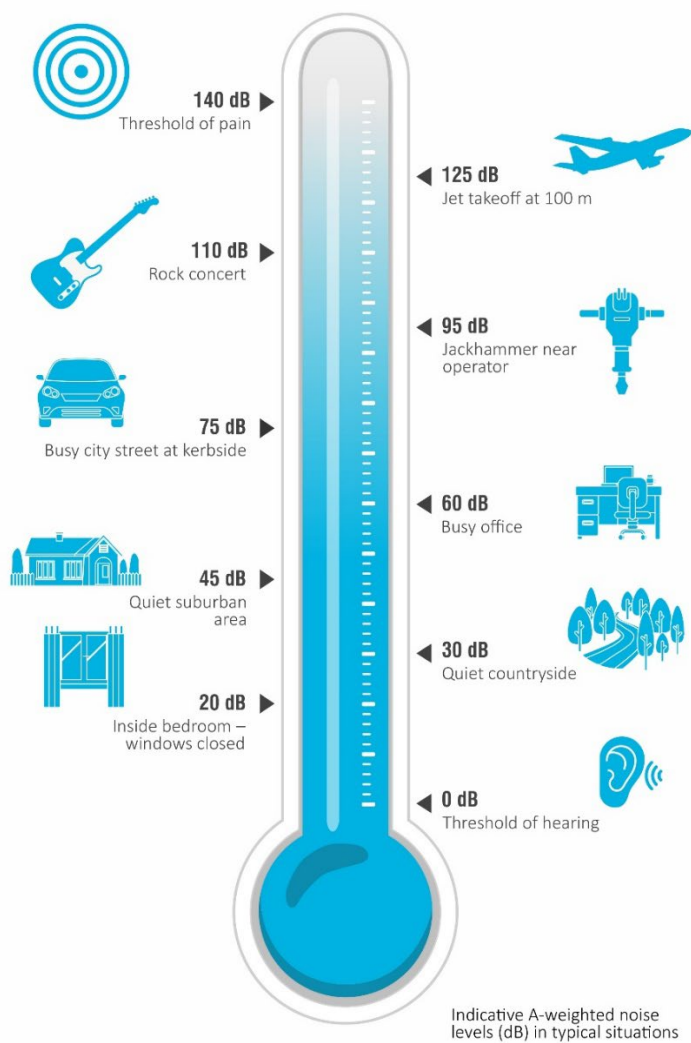 140 dB
Threshold of pain
125 dB
Jet takeoff at 100 m
110 dB
Rock concert
95 dB
Jackhammer near
operator
75 dB
Busy city street at kerbside
60 dB
Busy office
45 dB
Quiet suburban
area
30 dB
Quiet countryside
20 dB
Inside bedroom –
windows closed
0 dB
Threshold of hearing
Indicative A-weighted noise
levels (dB) in typical situations